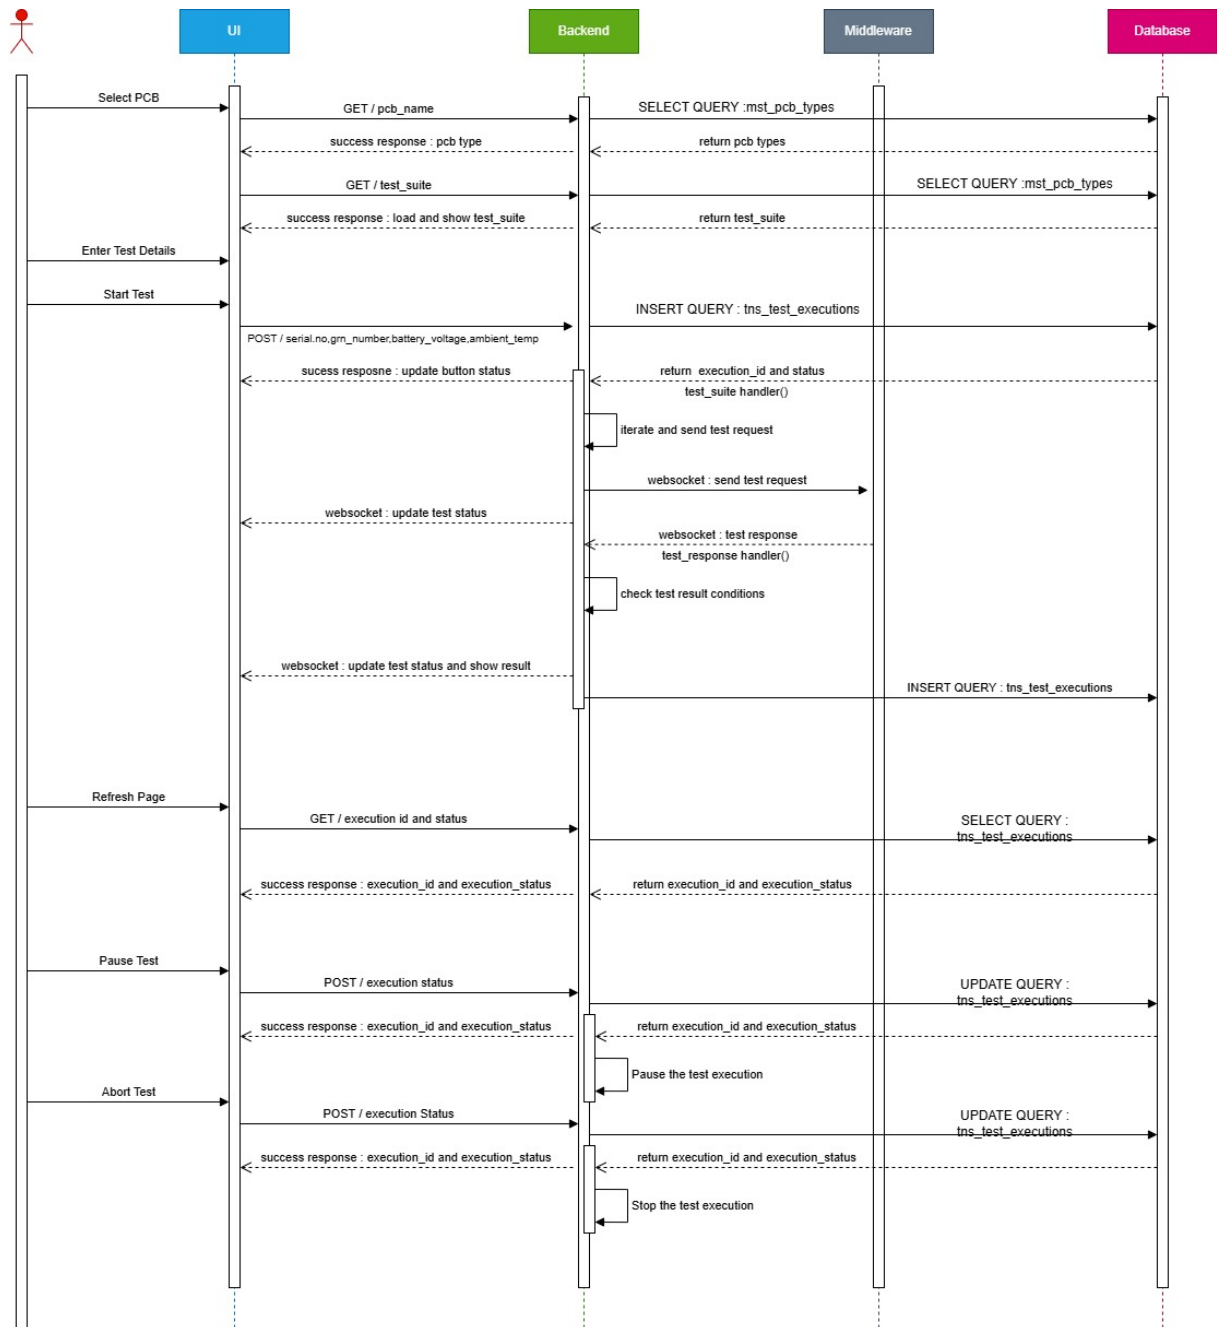 UI
Backend
Middleware
Database
Select PCB
GET / pcb_name
SELECT QUERY :mst_pcb_types
success response : pcb type
return pcb types
GET / test_suite
SELECT QUERY :mst_pcb_types
success response : load and show test_suite
return test_suite
Enter Test Details
Start Test
INSERT QUERY : tns_test_executions
POST / serial.no,grn_number,battery_voltage,ambient_temp
sucess resposne : update button status
return  execution_id and status
test_suite handler()
iterate and send test request
websocket : send test request
websocket : update test status
websocket : test response
test_response handler()
check test result conditions
websocket : update test status and show result
INSERT QUERY : tns_test_executions
Refresh Page
GET / execution id and status
SELECT QUERY :
tns_test_executions
success response : execution_id and execution_status
return execution_id and execution_status
Pause Test
POST / execution status
UPDATE QUERY :
tns_test_executions
success response : execution_id and execution_status
return execution_id and execution_status
Pause the test execution
Abort Test
POST / execution Status
UPDATE QUERY :
tns_test_executions
success response : execution_id and execution_status
return execution_id and execution_status
Stop the test execution